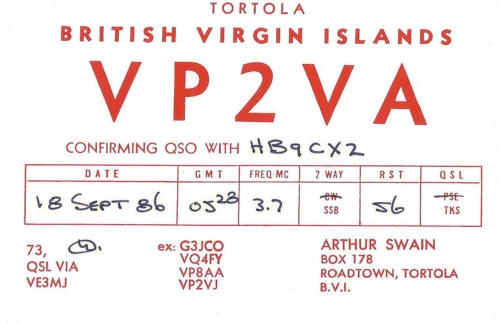 TORTOLA
BRITISH VIRGIN ISLANDS
VP2VA
CONFIRMING QSO WITH HB9CXZ
DATE GMT FREQ·MC 2 WAY RST QSL
18 SEPT 86 0528 3.7 CW SSB 56 PSE TKS
73,
QSL VIA
VE3MJ
ex: G3JCO
VQ4FY
VP8AA
VP2VJ
ARTHUR SWAIN
BOX 178
ROADTOWN, TORTOLA
B.V.I.